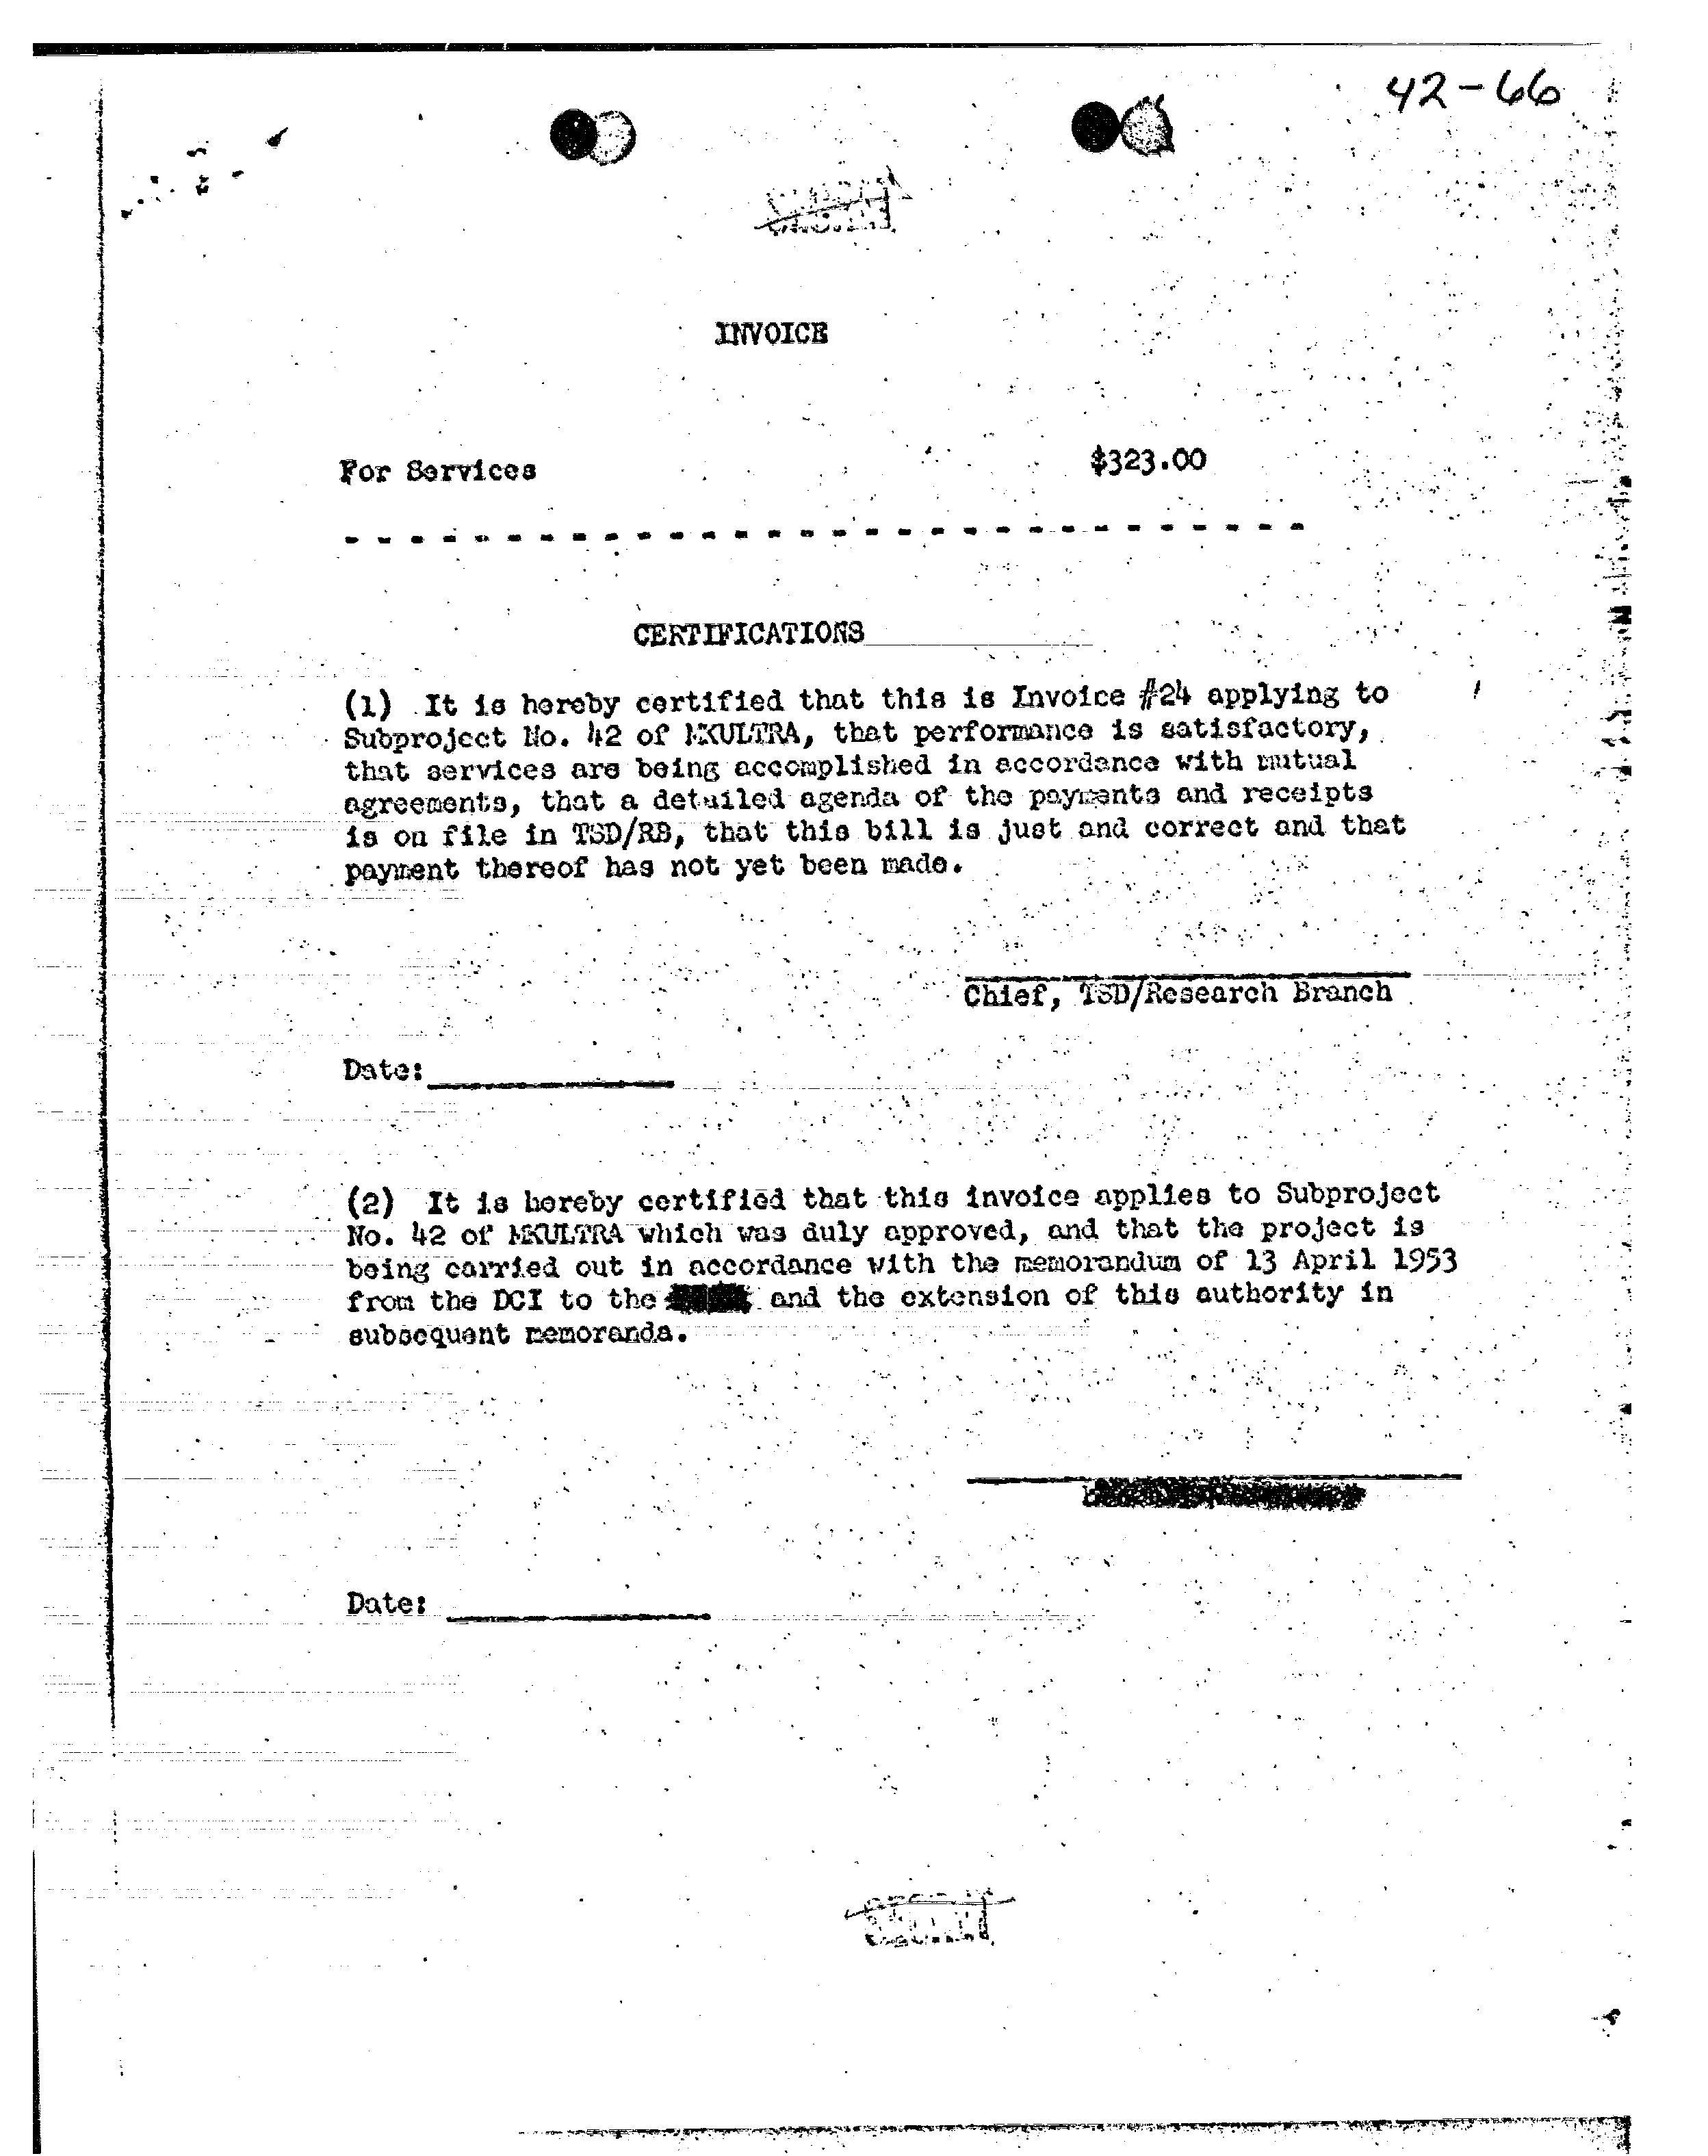 42-66
INVOICE
For Services $323.00
- - - - - - - - - - - - - - - - - - - - - - - - - - - - - -
CERTIFICATIONS
(1) It is hereby certified that this is Invoice #24 applying to
Subproject No. 42 of MKULTRA, that performance is satisfactory,
that services are being accomplished in accordance with mutual
agreements, that a detailed agenda of the payments and receipts
is on file in TSD/RB, that this bill is just and correct and that
payment thereof has not yet been made.
Chief, TSD/Research Branch
Date:
(2) It is hereby certified that this invoice applies to Subproject
No. 42 of MKULTRA which was duly approved, and that the project is
being carried out in accordance with the memorandum of 13 April 1953
from the DCI to the and the extension of this authority in
subsequent memoranda.
Date: